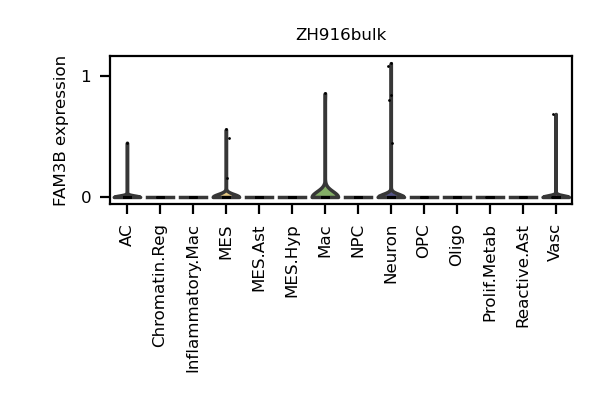 ZH916bulk
FAM3B expression
1
0
AC
Chromatin.Reg
Inflammatory.Mac
MES
MES.Ast
MES.Hyp
Mac
NPC
Neuron
OPC
Oligo
Prolif.Metab
Reactive.Ast
Vasc